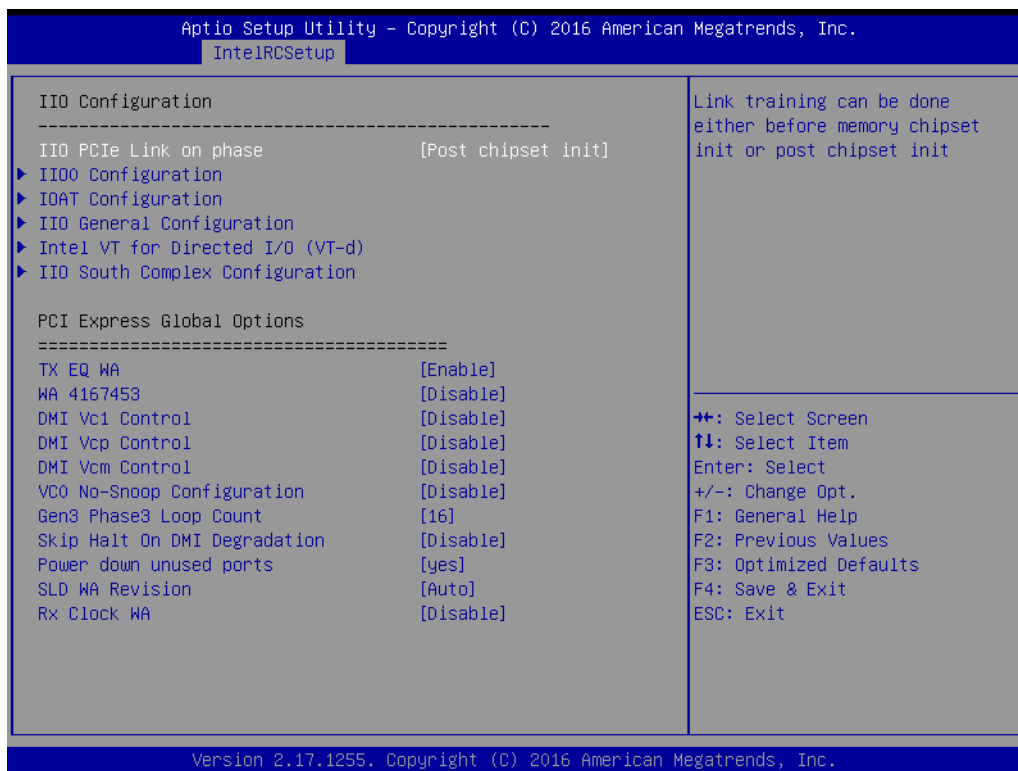 Aptio Setup Utility – Copyright (C) 2016 American Megatrends, Inc.
IntelRCSetup
IIO Configuration
--------------------------------------------------
IIO PCIe Link on phase [Post chipset init]
IIO0 Configuration
IOAT Configuration
IIO General Configuration
Intel VT for Directed I/O (VT-d)
IIO South Complex Configuration
PCI Express Global Options
========================================
TX EQ WA [Enable]
WA 4167453 [Disable]
DMI Vc1 Control [Disable]
DMI Vcp Control [Disable]
DMI Vcm Control [Disable]
VC0 No-Snoop Configuration [Disable]
Gen3 Phase3 Loop Count [16]
Skip Halt On DMI Degradation [Disable]
Power down unused ports [yes]
SLD WA Revision [Auto]
Rx Clock WA [Disable]
Link training can be done
either before memory chipset
init or post chipset init
→←: Select Screen
↑↓: Select Item
Enter: Select
+/-: Change Opt.
F1: General Help
F2: Previous Values
F3: Optimized Defaults
F4: Save & Exit
ESC: Exit
Version 2.17.1255. Copyright (C) 2016 American Megatrends, Inc.